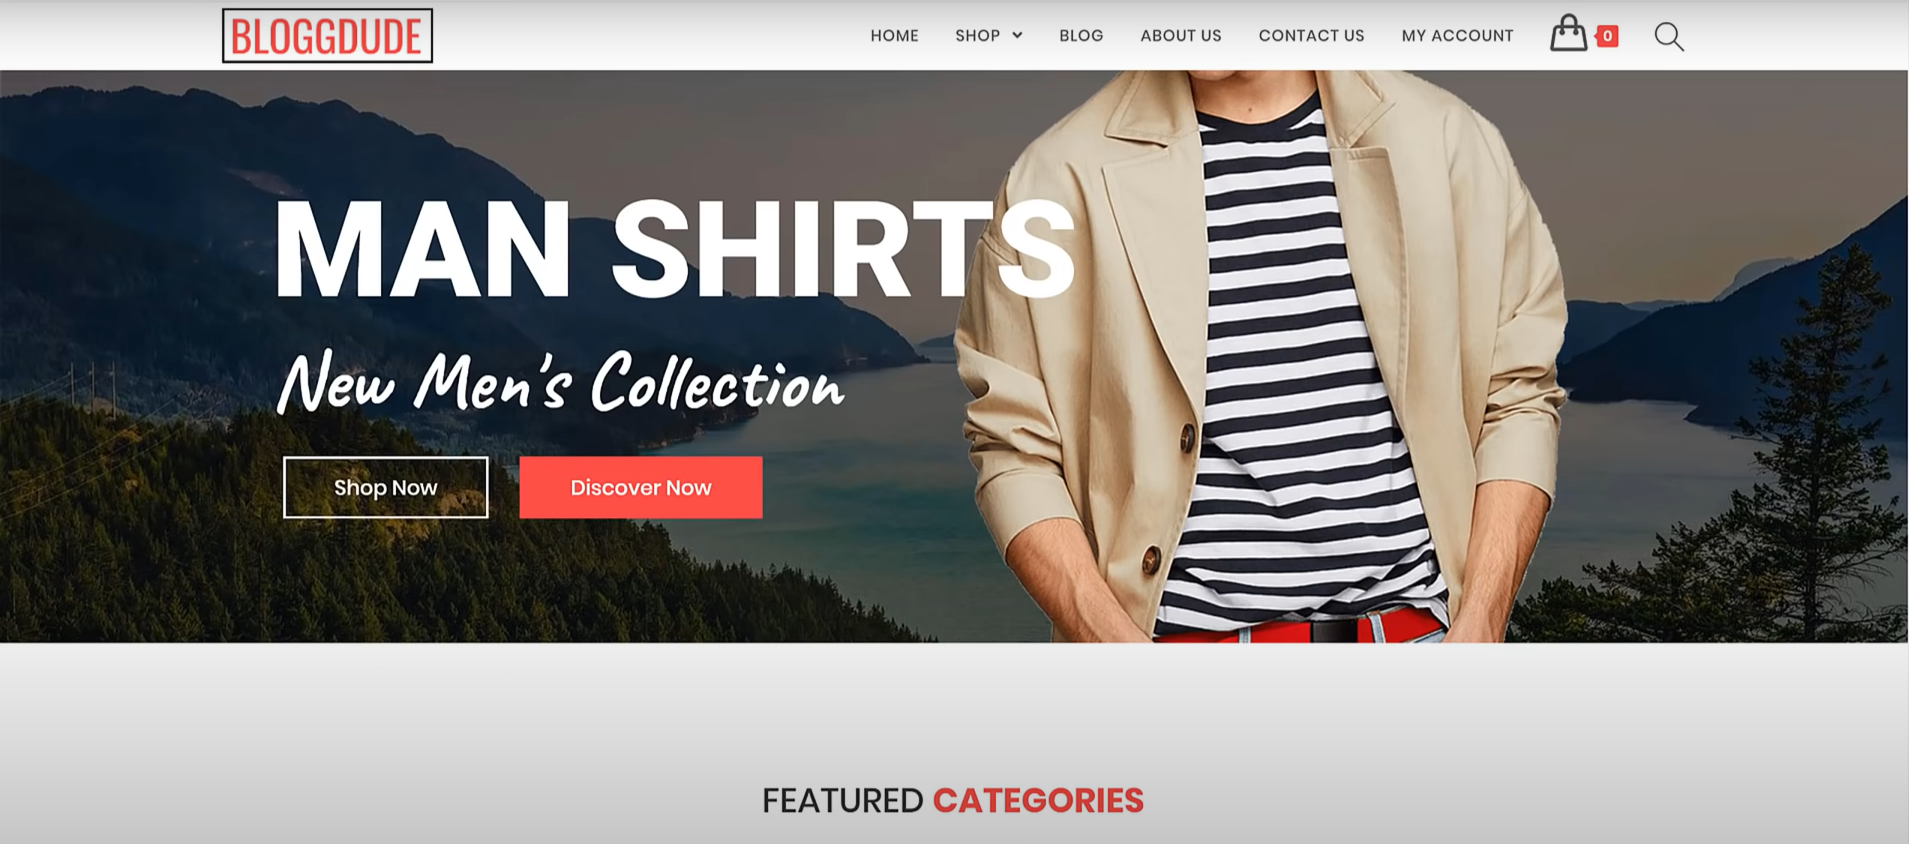 BLOGGDUDE
HOME SHOP BLOG ABOUT US CONTACT US MY ACCOUNT 0
MAN SHIRTS
New Men's Collection
Shop Now Discover Now
FEATURED CATEGORIES